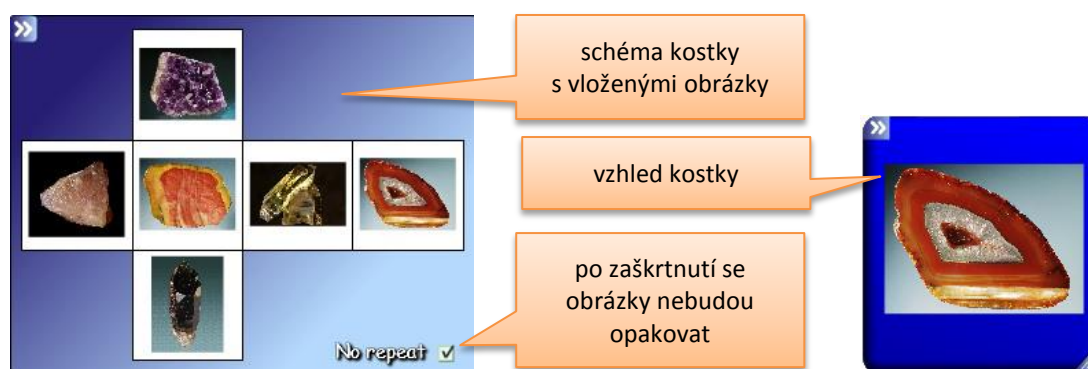 schéma kostky
s vloženými obrázky
vzhled kostky
po zaškrtnutí se
obrázky nebudou
opakovat
No repeat